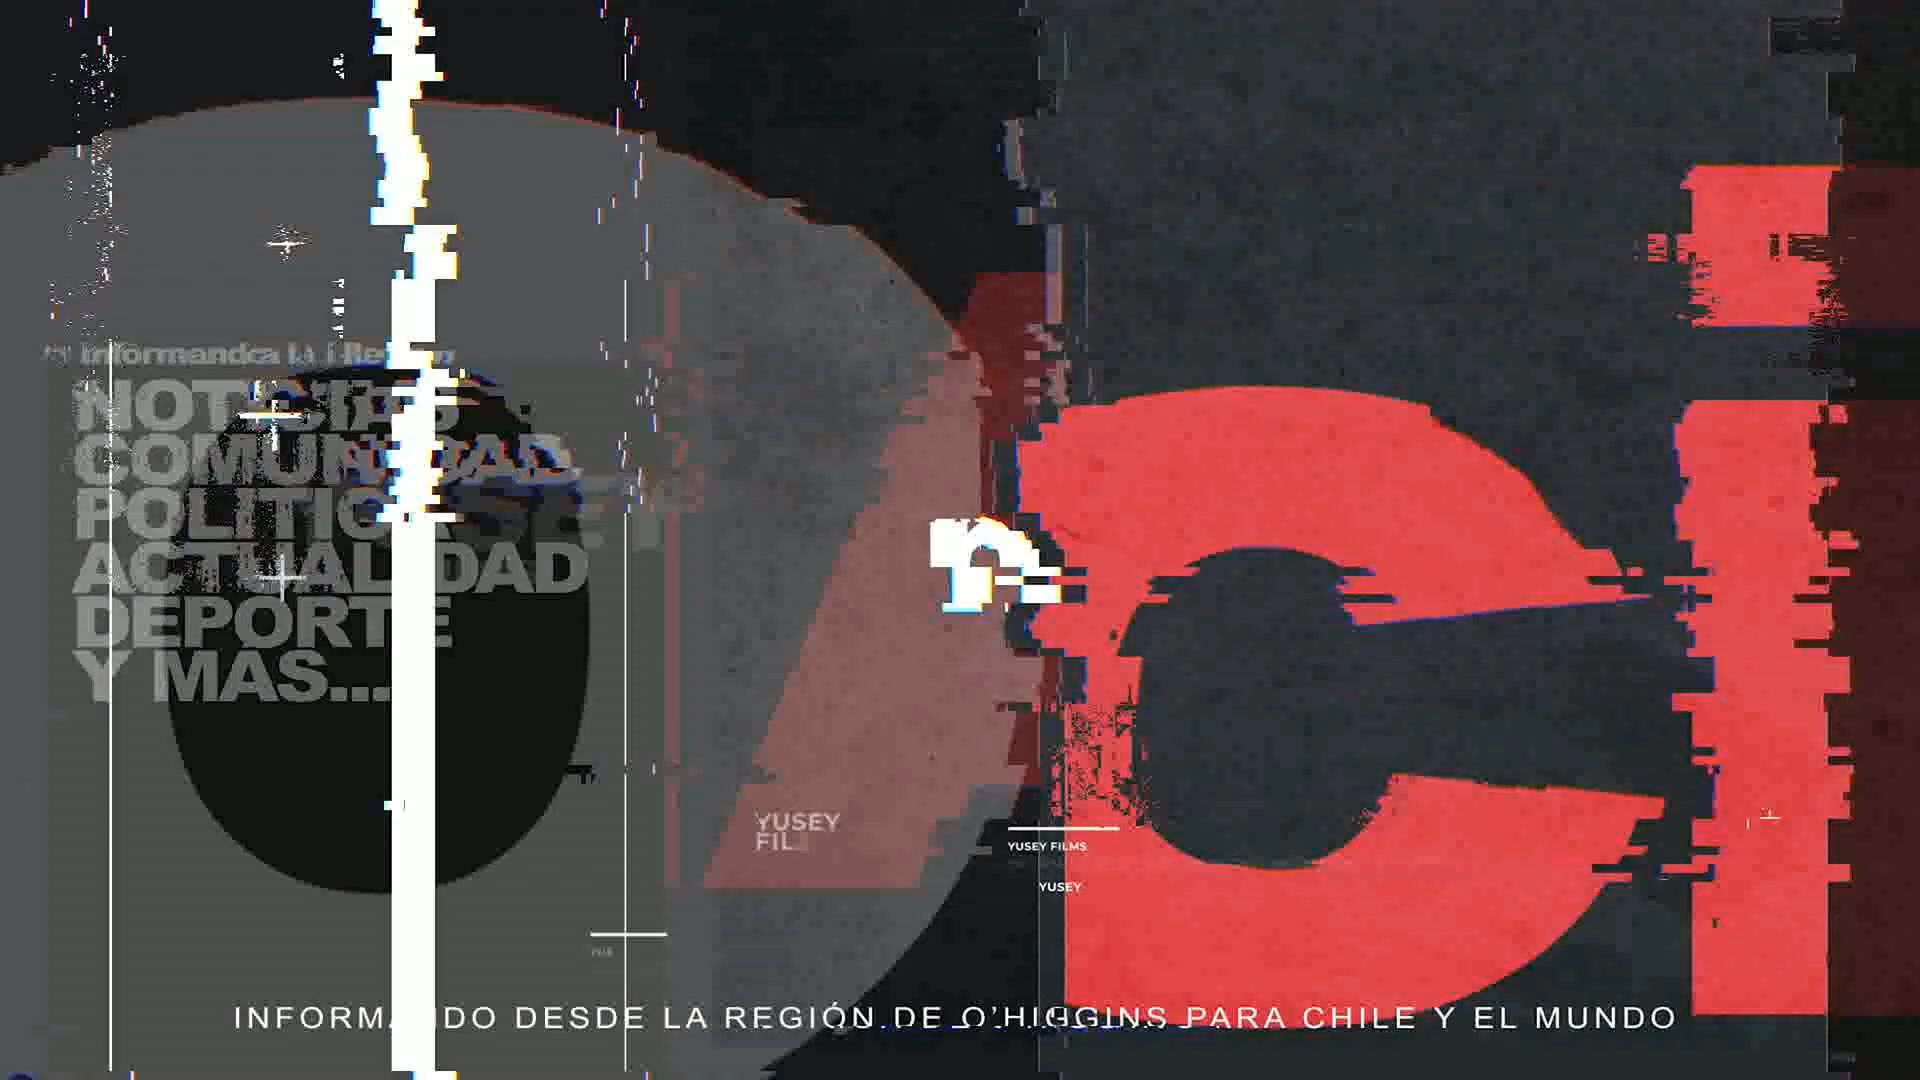 NOTICIAS
COMUNIDAD
POLITICA
ACTUALIDAD
DEPORTE
Y MAS...
YUSEY
FIL
YUSEY FILMS
YUSEY
INFORMANDO DESDE LA REGIÓN DE O'HIGGINS PARA CHILE Y EL MUNDO